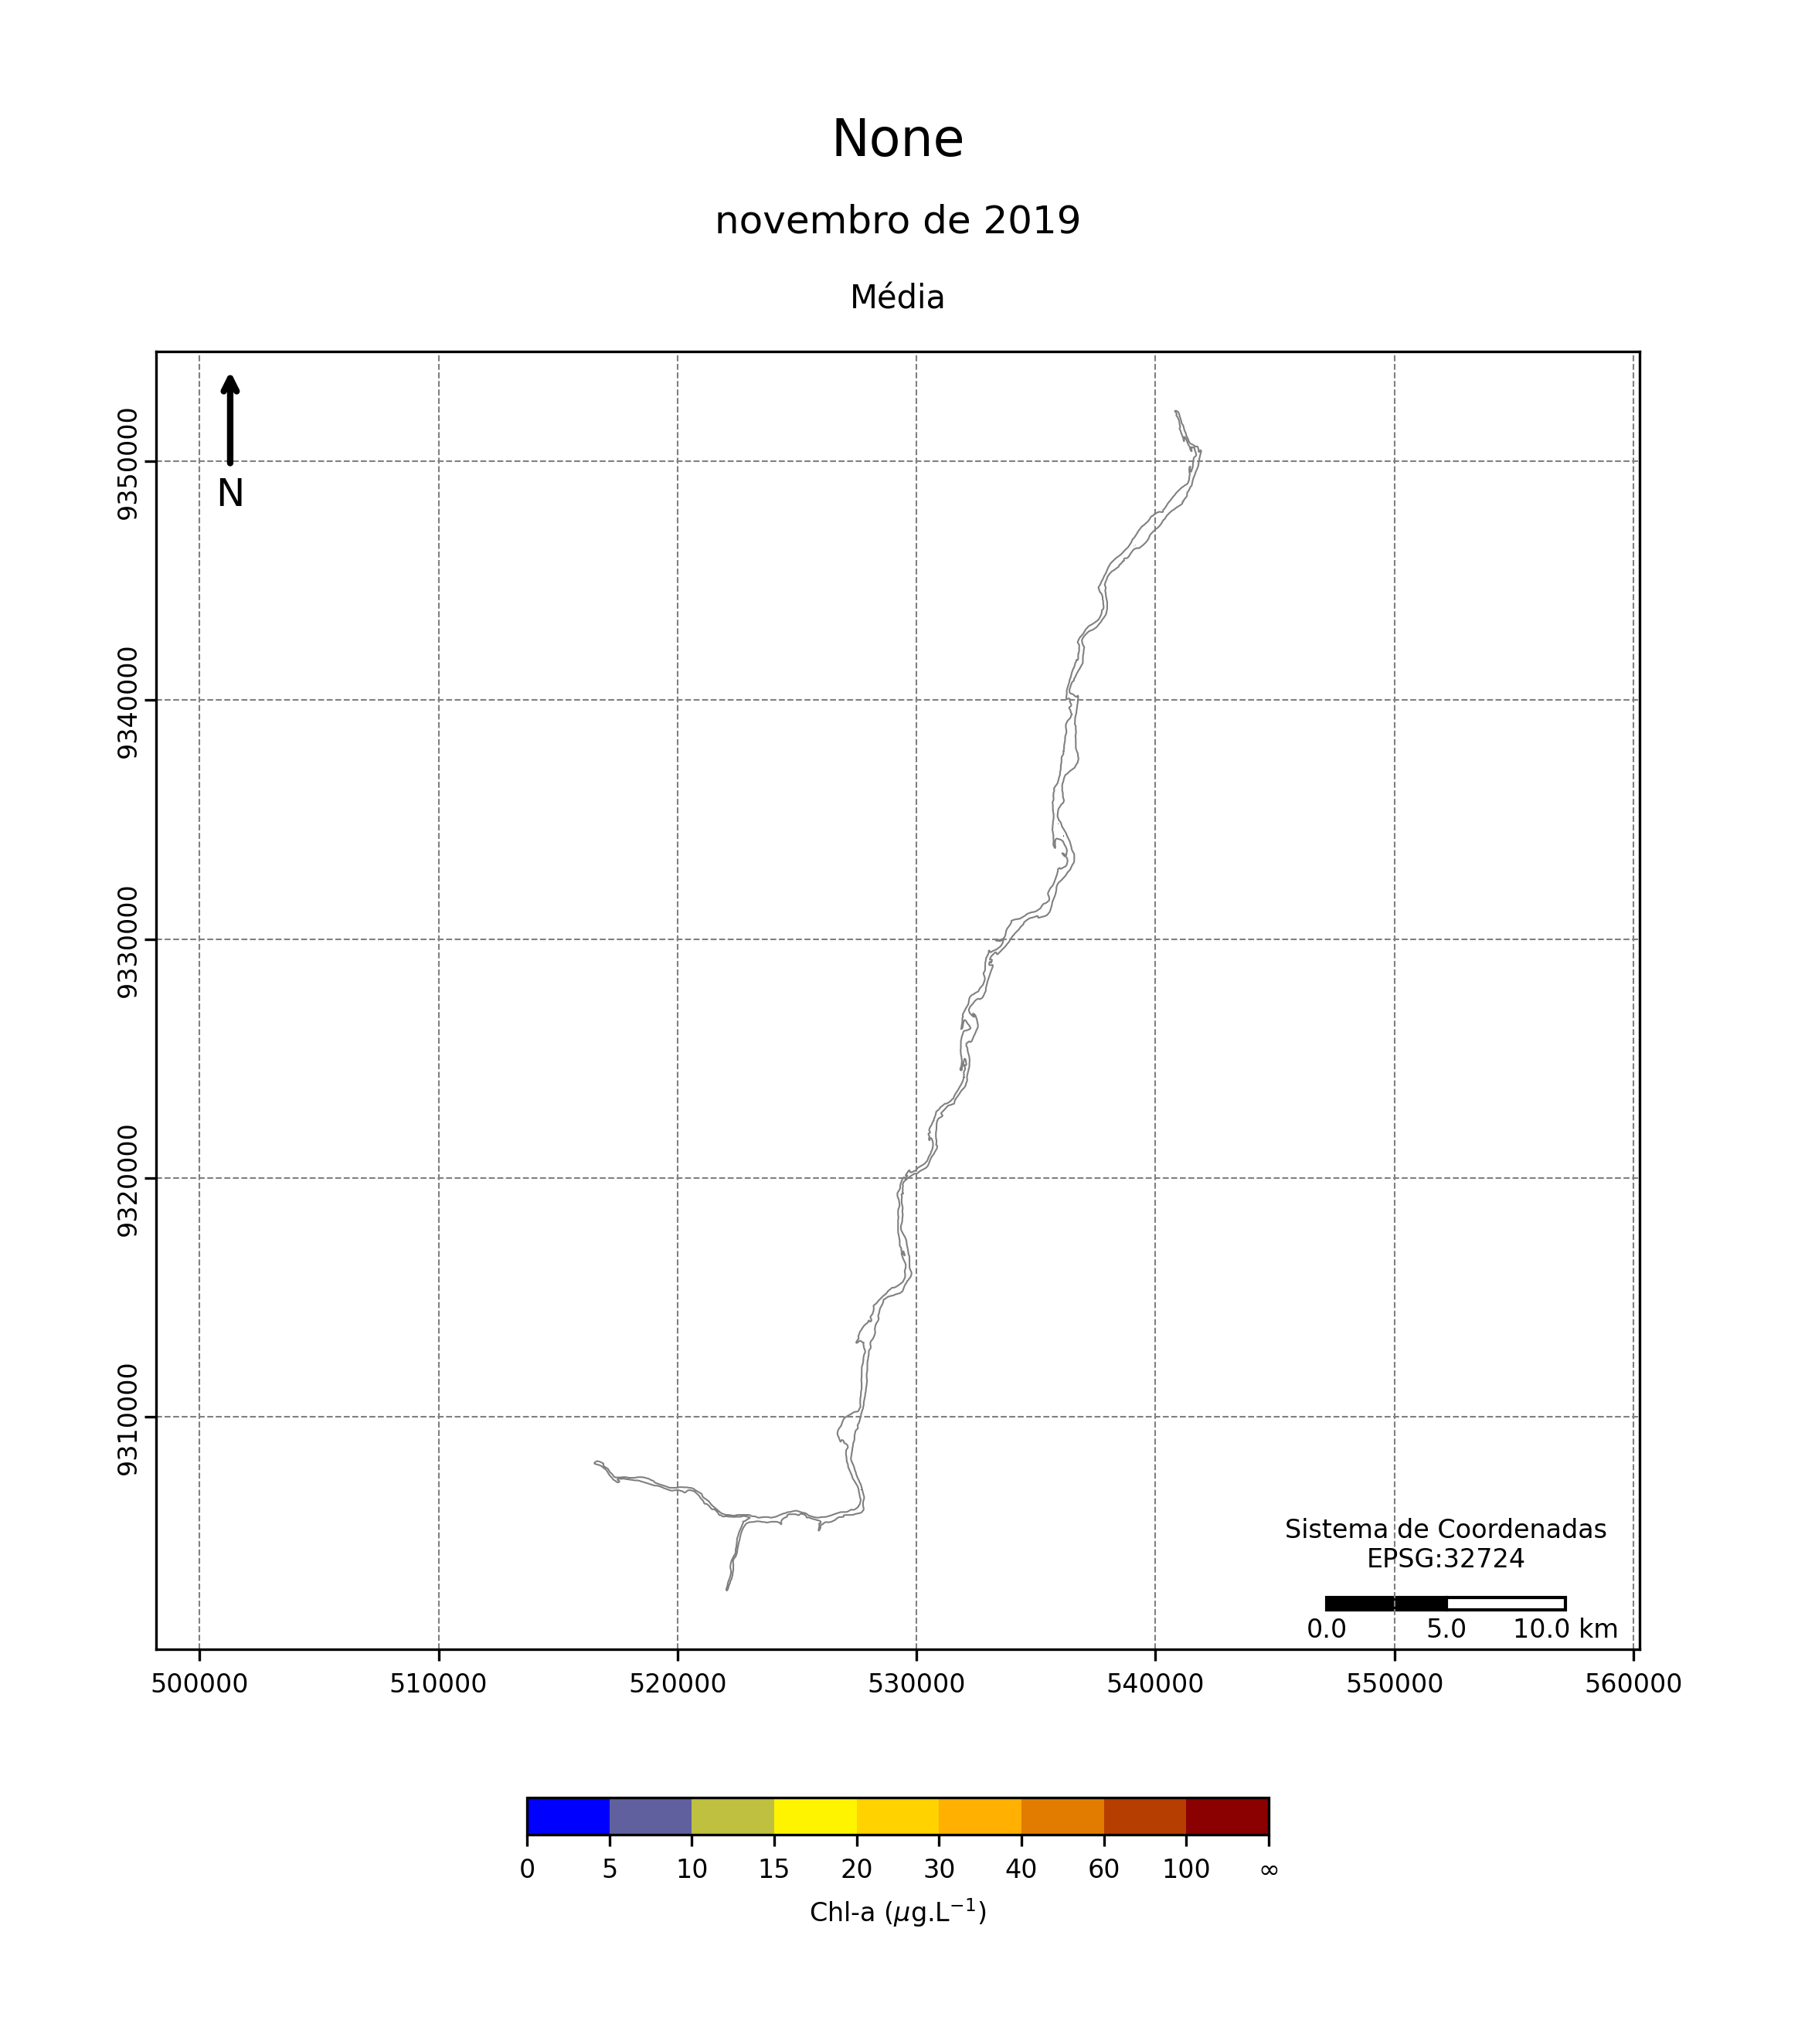 None
novembro de 2019
Média
N
9350000
9340000
9330000
9320000
9310000
Sistema de Coordenadas
EPSG:32724
0.0 5.0 10.0 km
500000 510000 520000 530000 540000 550000 560000
0 5 10 15 20 30 40 60 100 ∞
Chl-a (μg.L⁻¹)